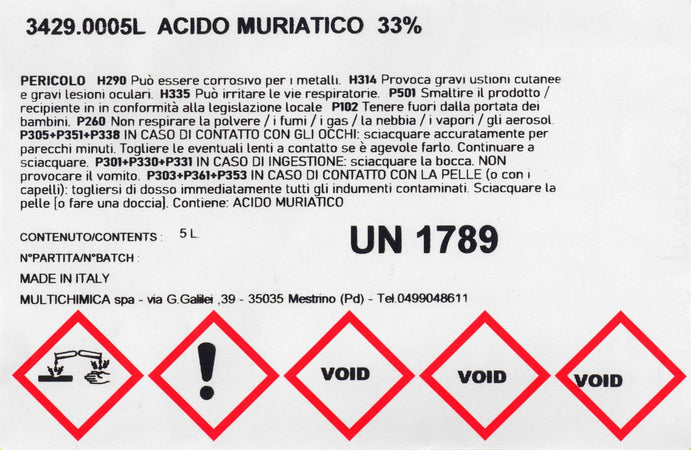 3429.0005L ACIDO MURIATICO 33%
PERICOLO H290 Può essere corrosivo per i metalli. H314 Provoca gravi ustioni cutanee
e gravi lesioni oculari. H335 Può irritare le vie respiratorie. P501 Smaltire il prodotto /
recipiente in in conformità alla legislazione locale P102 Tenere fuori dalla portata dei
bambini. P260 Non respirare la polvere / i fumi / i gas / la nebbia / i vapori / gli aerosol.
P305+P351+P338 IN CASO DI CONTATTO CON GLI OCCHI: sciacquare accuratamente per
parecchi minuti. Togliere le eventuali lenti a contatto se è agevole farlo. Continuare a
sciacquare. P301+P330+P331 IN CASO DI INGESTIONE: sciacquare la bocca. NON
provocare il vomito. P303+P361+P353 IN CASO DI CONTATTO CON LA PELLE (o con i
capelli): togliersi di dosso immediatamente tutti gli indumenti contaminati. Sciacquare la
pelle [o fare una doccia]. Contiene: ACIDO MURIATICO
CONTENUTO/CONTENTS : 5 L
UN 1789
N°PARTITA/N°BATCH :
MADE IN ITALY
MULTICHIMICA spa - via G.Galilei ,39 - 35035 Mestrino (Pd) - Tel.0499048611
VOID
VOID
VOID